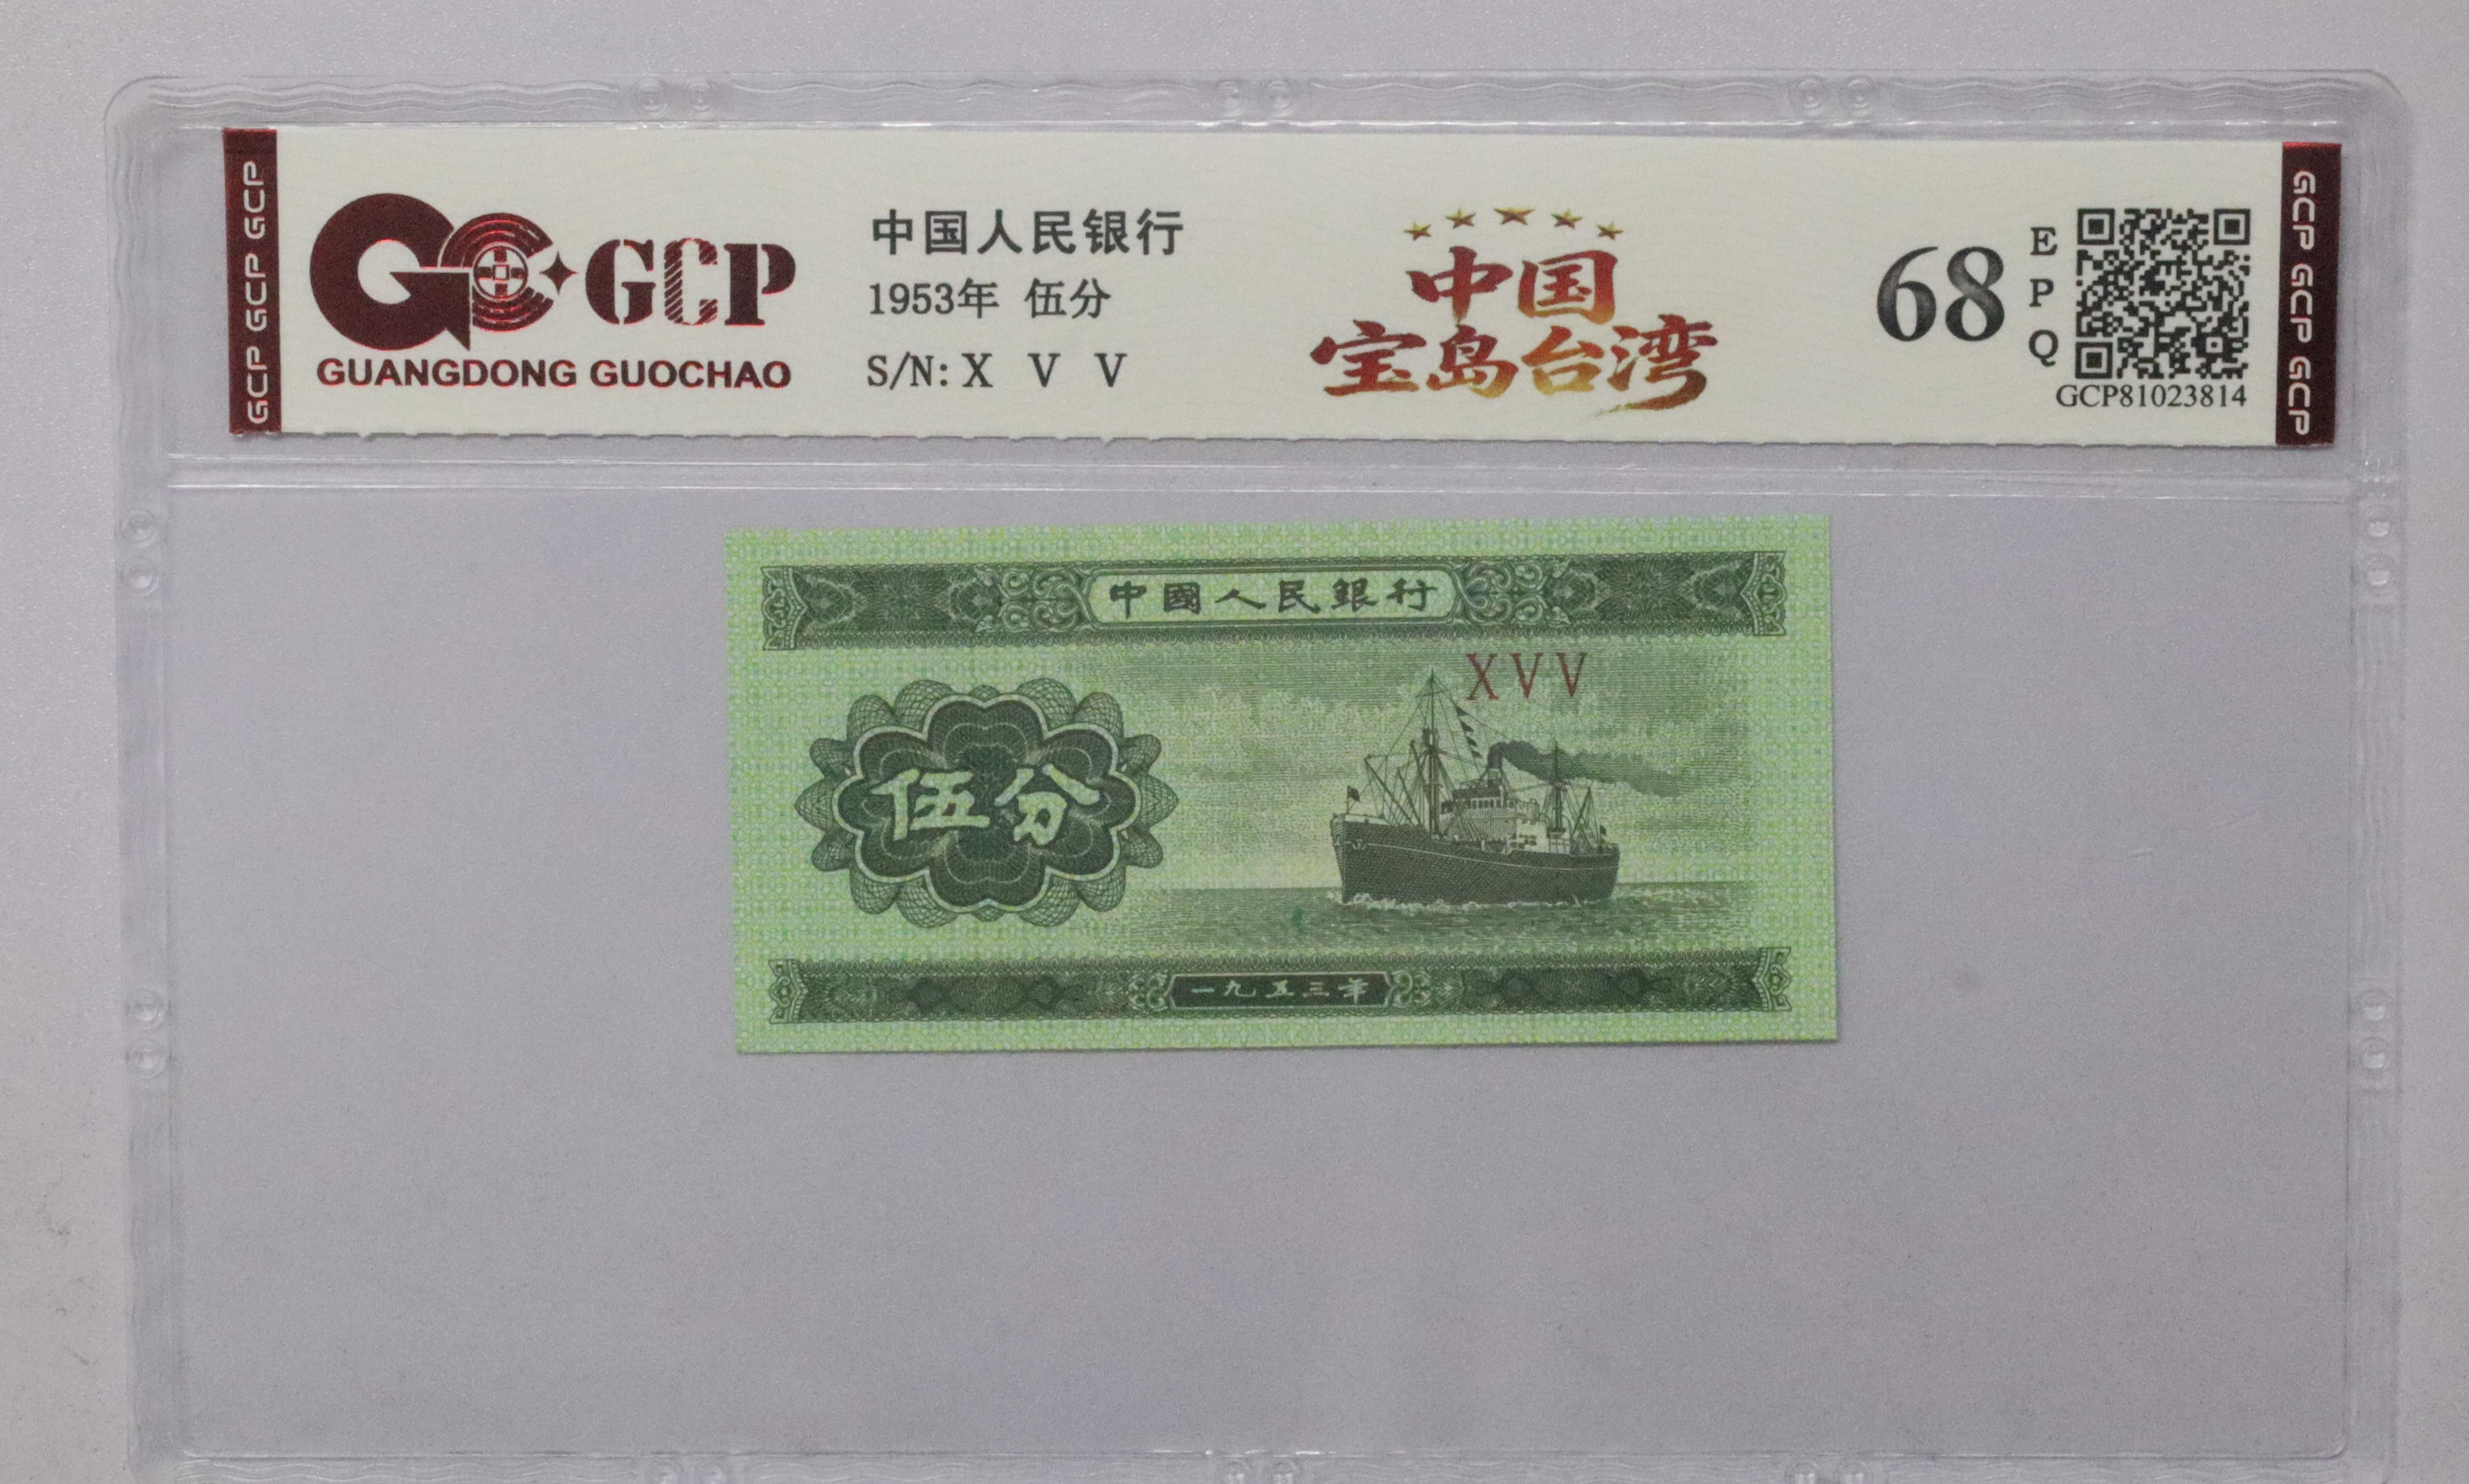 GCP GCP GCP
GCP
GUANGDONG GUOCHAO
中国人民银行
1953年 伍分
S/N: X V V
中国
宝岛台湾
68
E
P
Q
GCP81023814
GCP GCP GCP
中國人民銀行
XVV
伍分
一九五三年